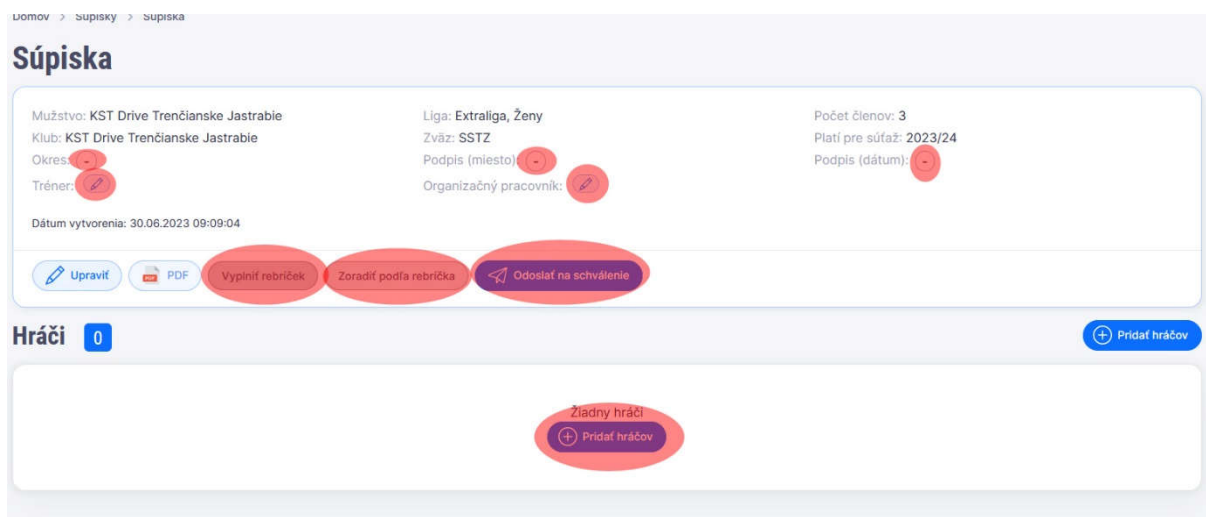 Domov > Súpisky > Súpiska
Súpiska
Mužstvo: KST Drive Trenčianske Jastrabie
Klub: KST Drive Trenčianske Jastrabie
Okres: -
Tréner:
Liga: Extraliga, Ženy
Zväz: SSTZ
Podpis (miesto): -
Organizačný pracovník:
Počet členov: 3
Platí pre súťaž: 2023/24
Podpis (dátum): -
Dátum vytvorenia: 30.06.2023 09:09:04
Upraviť
PDF
Vyplniť rebríček
Zoradiť podľa rebríčka
Odoslať na schválenie
Hráči 0
Pridať hráčov
Žiadny hráči
Pridať hráčov